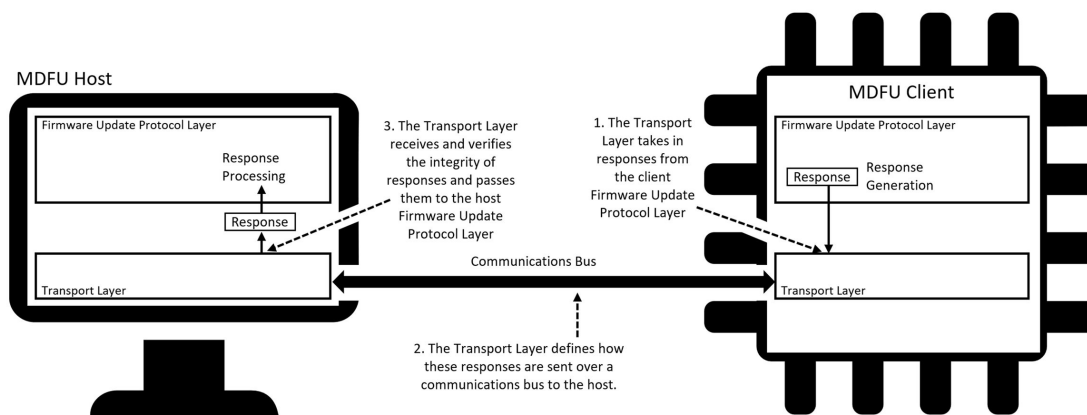 MDFU Host
Firmware Update Protocol Layer
Response
Processing
Response
Transport Layer
3. The Transport Layer
receives and verifies
the integrity of
responses and passes
them to the host
Firmware Update
Protocol Layer
Communications Bus
2. The Transport Layer defines how
these responses are sent over a
communications bus to the host.
1. The Transport
Layer takes in
responses from
the client
Firmware Update
Protocol Layer
MDFU Client
Firmware Update Protocol Layer
Response
Response
Generation
Transport Layer